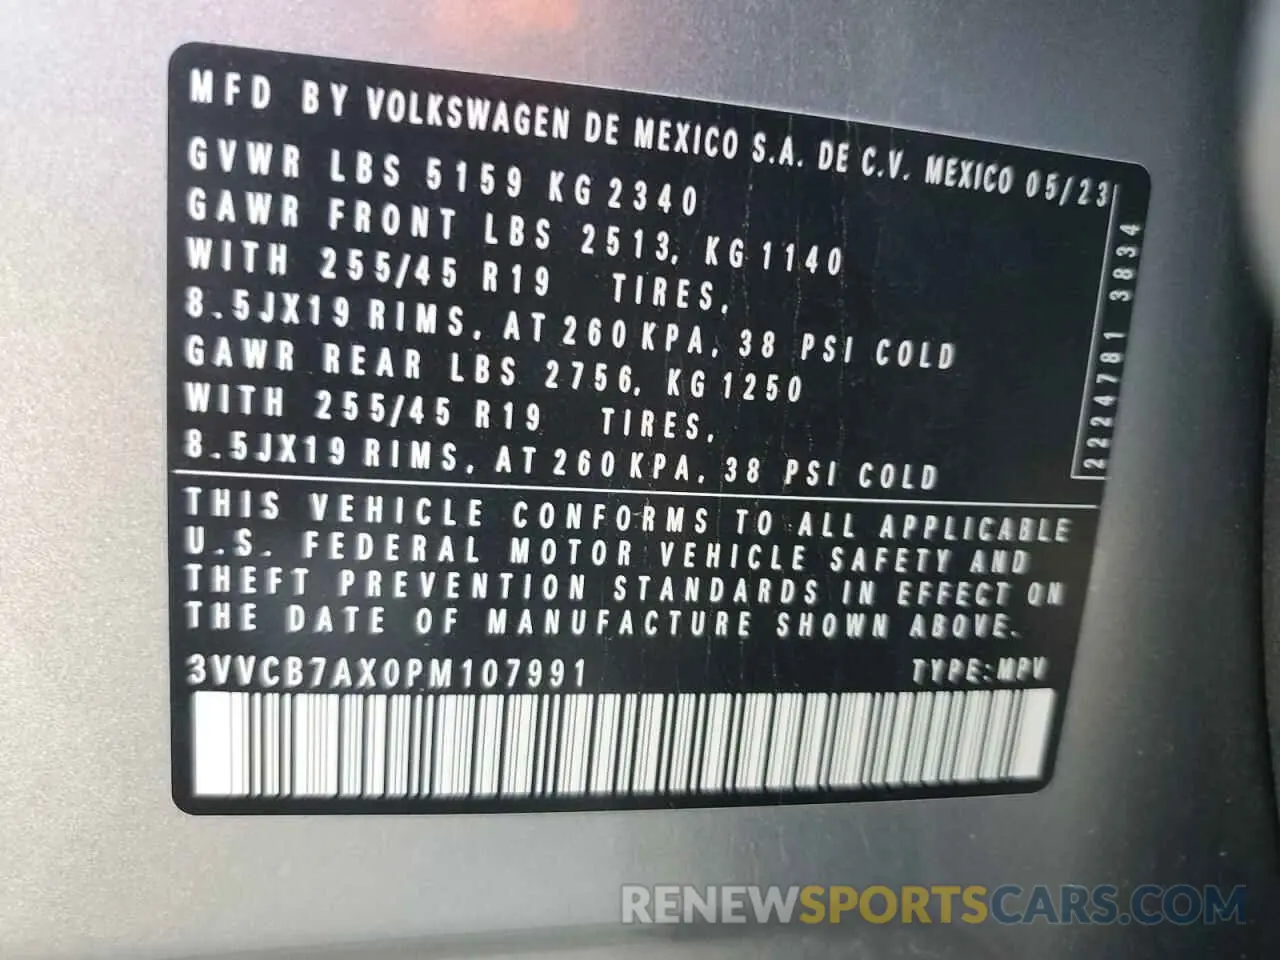 MFD BY VOLKSWAGEN DE MEXICO S.A. DE C.V. MEXICO 05/23
GVWR LBS 5159 KG 2340
GAWR FRONT LBS 2513, KG 1140
WITH 255/45 R19 TIRES,
8.5JX19 RIMS, AT 260 KPA, 38 PSI COLD
GAWR REAR LBS 2756, KG 1250
WITH 255/45 R19 TIRES,
8.5JX19 RIMS, AT 260 KPA, 38 PSI COLD
2224781 3834
THIS VEHICLE CONFORMS TO ALL APPLICABLE
U.S. FEDERAL MOTOR VEHICLE SAFETY AND
THEFT PREVENTION STANDARDS IN EFFECT ON
THE DATE OF MANUFACTURE SHOWN ABOVE.
3VVCB7AX0PM107991 TYPE:MPV
RENEWSPORTSCARS.COM